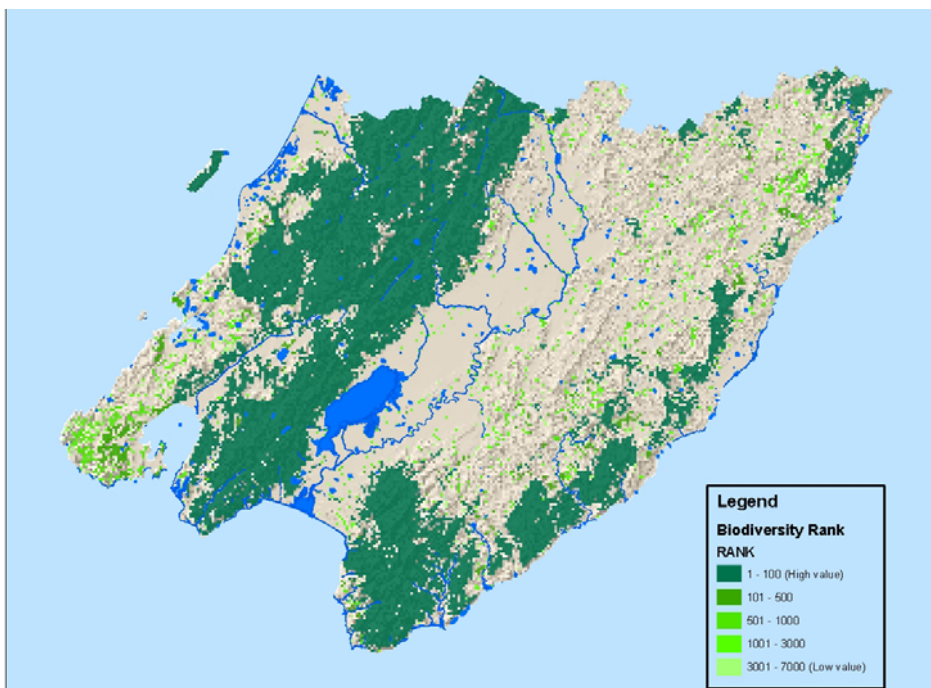 Legend
Biodiversity Rank
RANK
1 - 100 (High value)
101 - 500
501 - 1000
1001 - 3000
3001 - 7000 (Low value)